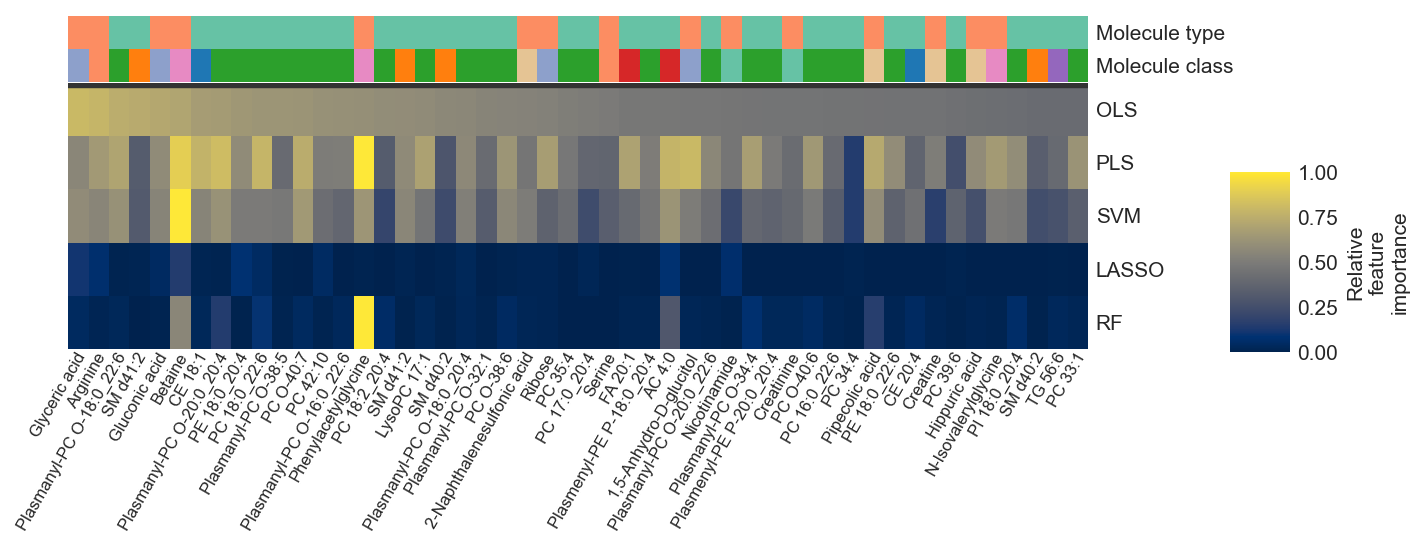 Molecule type
Molecule class
OLS
PLS
SVM
LASSO
RF
1.00
0.75
0.50
0.25
0.00
Relative
feature
importance
Glyceric acid
Arginine
Plasmanyl-PC O-18:0_22:6
SM d41:2
Gluconic acid
Betaine
CE 18:1
Plasmanyl-PC O-20:0_20:4
PE 18:0_20:4
PC 18:0_22:6
Plasmanyl-PC O-38:5
PC O-40:7
PC 42:10
Plasmanyl-PC O-16:0_22:6
Phenylacetylglycine
PC 18:2_20:4
SM d41:2
LysoPC 17:1
SM d40:2
Plasmanyl-PC O-18:0_20:4
Plasmanyl-PC O-32:1
PC O-38:6
2-Naphthalenesulfonic acid
Ribose
PC 35:4
PC 17:0_20:4
Serine
FA 20:1
Plasmenyl-PE P-18:0_20:4
AC 4:0
1,5-Anhydro-D-glucitol
Plasmanyl-PC O-20:0_22:6
Nicotinamide
Plasmanyl-PC O-34:4
Plasmenyl-PE P-20:0_20:4
Creatinine
PC O-40:6
PC 16:0_22:6
PC 34:4
Pipecolic acid
PE 18:0_22:6
CE 20:4
Creatine
PC 39:6
Hippuric acid
N-Isovalerylglycine
PI 18:0_20:4
SM d40:2
TG 56:6
PC 33:1